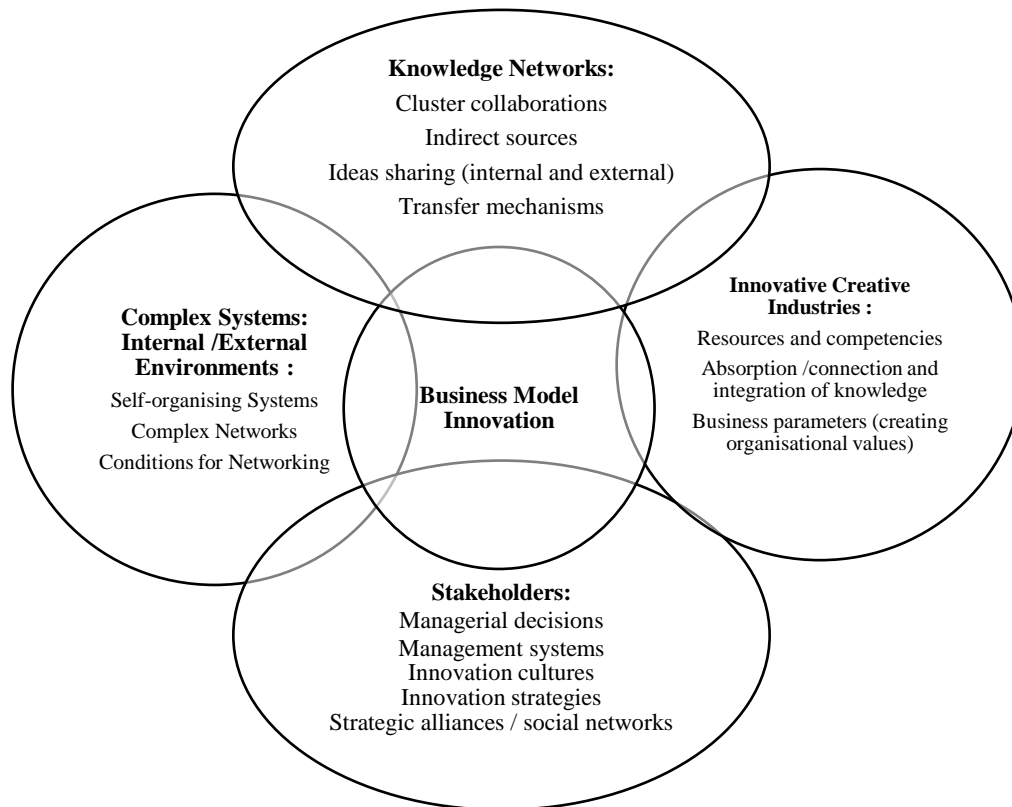 Knowledge Networks:
Cluster collaborations
Indirect sources
Ideas sharing (internal and external)
Transfer mechanisms
Complex Systems:
Internal /External
Environments :
Self-organising Systems
Complex Networks
Conditions for Networking
Business Model
Innovation
Innovative Creative
Industries :
Resources and competencies
Absorption /connection and
integration of knowledge
Business parameters (creating
organisational values)
Stakeholders:
Managerial decisions
Management systems
Innovation cultures
Innovation strategies
Strategic alliances / social networks